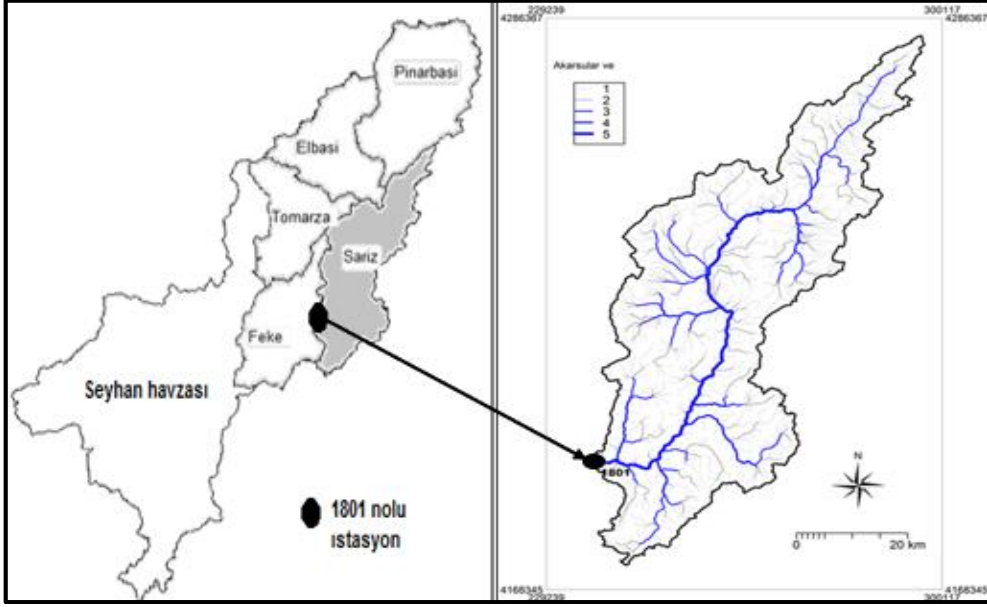 Pinarbasi
Elbasi
Tomarza
Sariz
Feke
Seyhan havzası
1801 nolu
ıstasyon
229239
300117
4286367
4286367
Akarsular ve
1
2
3
4
5
1801
N
0
20 km
4168345
4168345
229239
300117